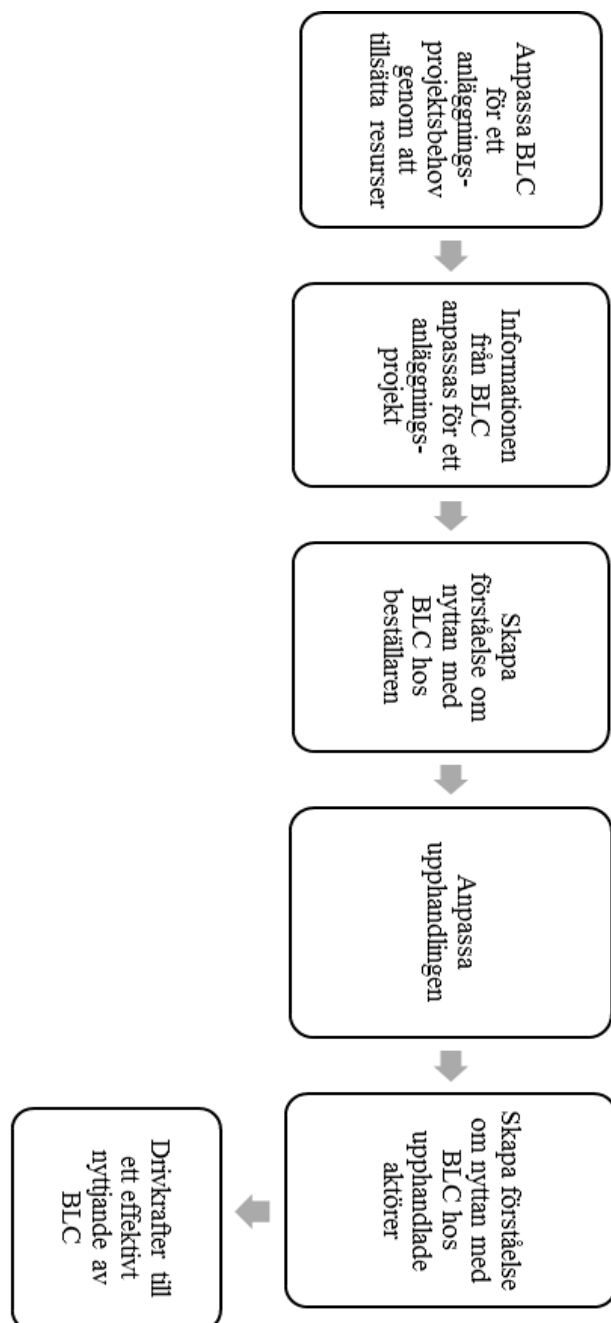 Anpassa BLC
för ett
anläggnings-
projektsbehov
genom att
tillsätta resurser
Informationen
från BLC
anpassas för ett
anläggnings-
projekt
Skapa
förståelse om
nyttan med
BLC hos
beställaren
Anpassa
upphandlingen
Skapa förståelse
om nyttan med
BLC hos
upphandlade
aktörer
Drivkrafter till
ett effektivt
nyttjande av
BLC